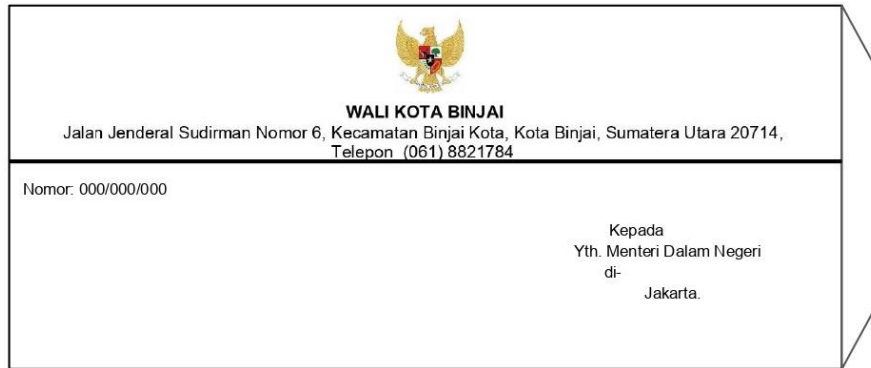 WALI KOTA BINJAI
Jalan Jenderal Sudirman Nomor 6, Kecamatan Binjai Kota, Kota Binjai, Sumatera Utara 20714,
Telepon (061) 8821784
Nomor: 000/000/000
Kepada
Yth. Menteri Dalam Negeri
di-
Jakarta.